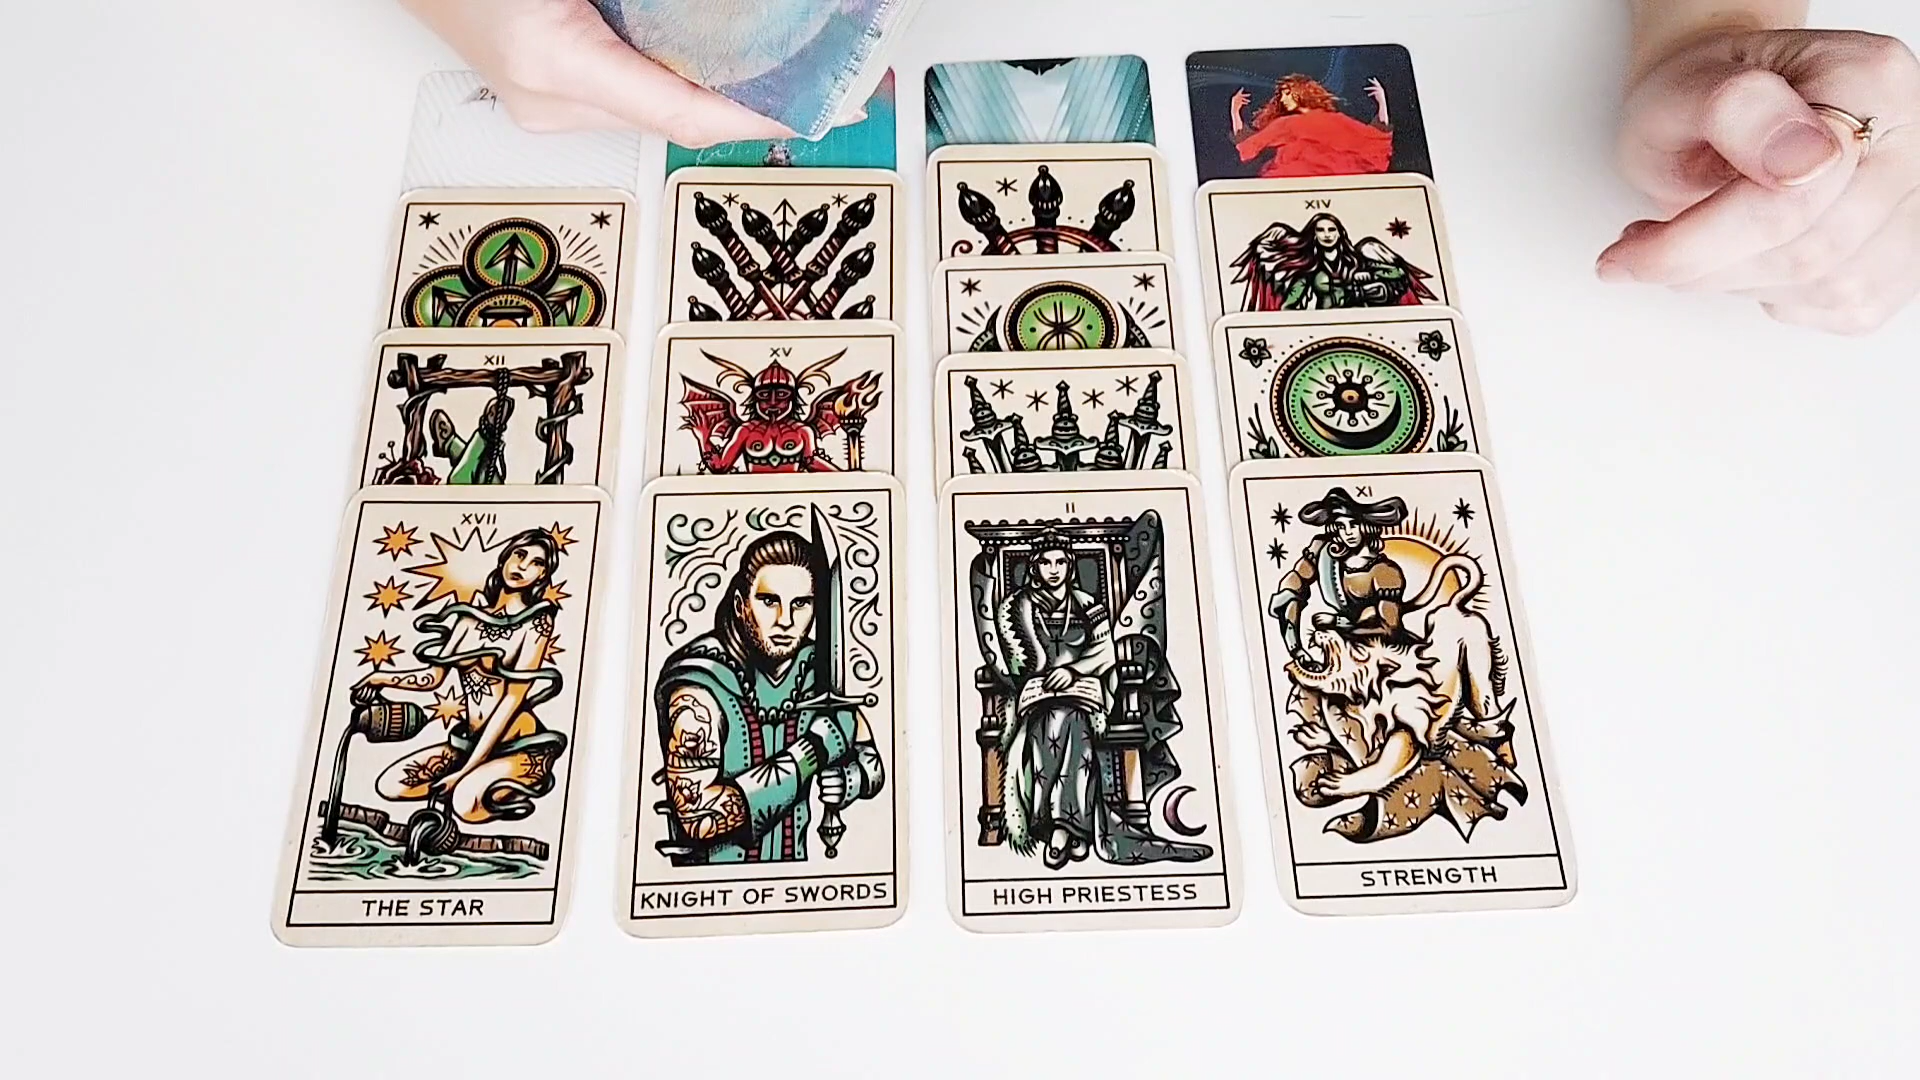 XIV
XII
XV
XVII
THE STAR
KNIGHT OF SWORDS
II
HIGH PRIESTESS
XI
STRENGTH